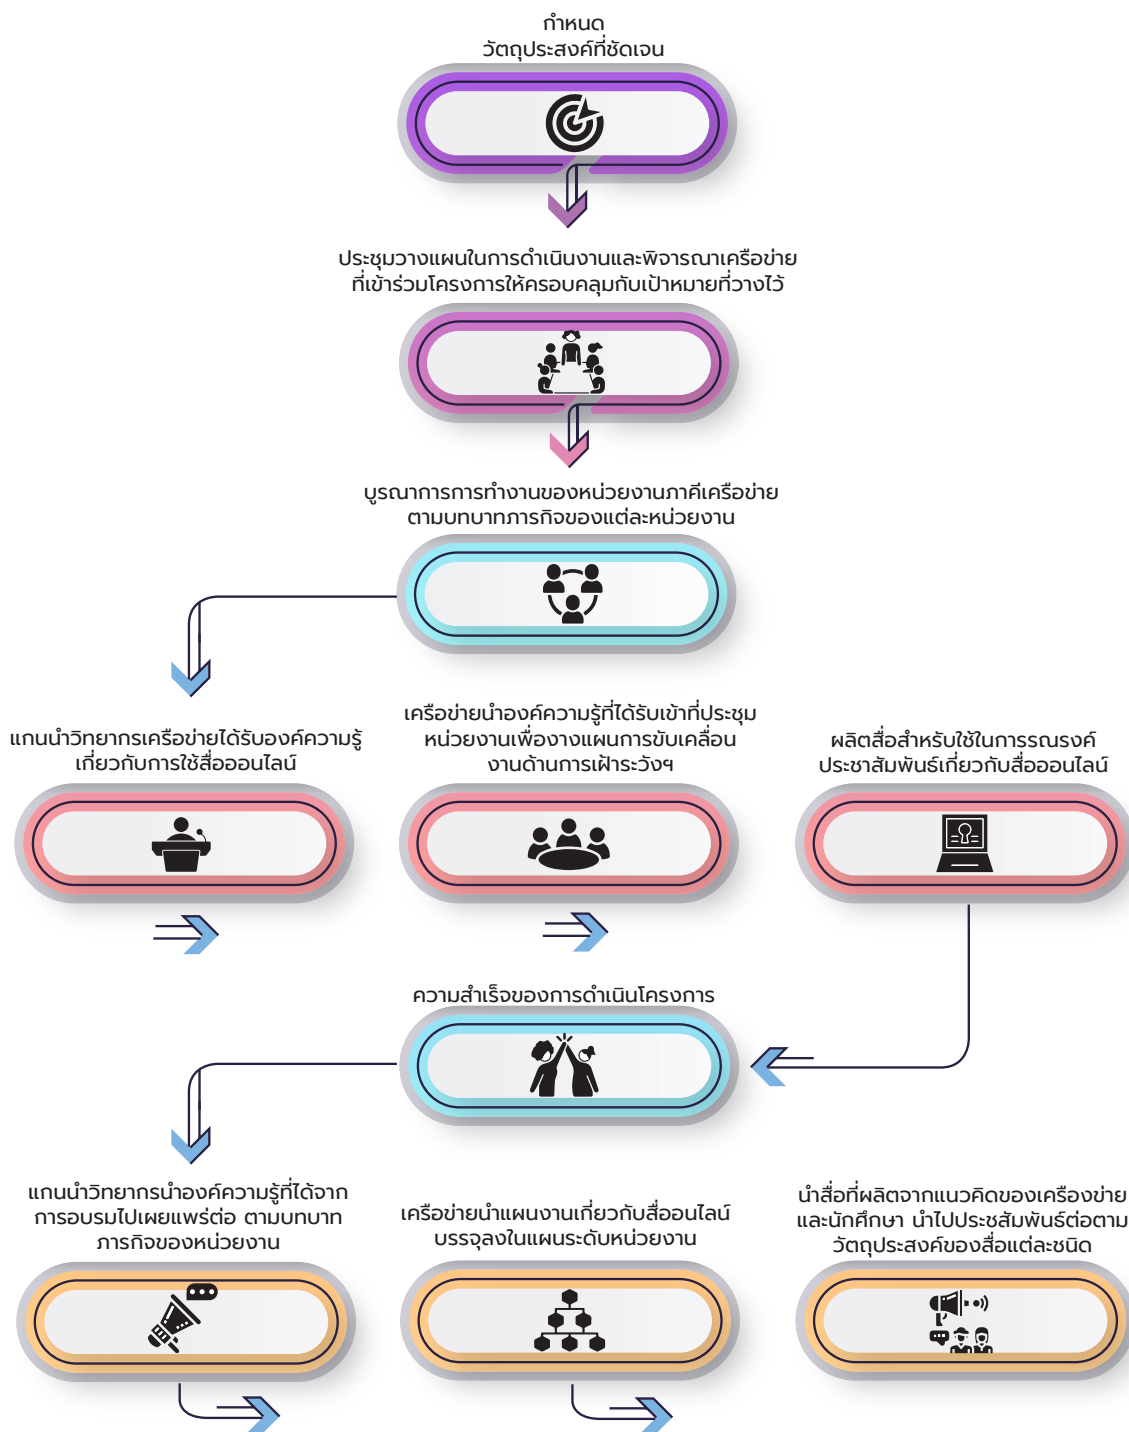 กำหนด
วัตถุประสงค์ที่ชัดเจน
ประชุมวางแผนในการดำเนินงานและพิจารณาเครือข่าย
ที่เข้าร่วมโครงการให้ครอบคลุมกับเป้าหมายที่วางไว้
บูรณาการการทำงานของหน่วยงานภาคีเครือข่าย
ตามบทบาทภารกิจของแต่ละหน่วยงาน
แกนนำวิทยากรเครือข่ายได้รับองค์ความรู้
เกี่ยวกับการใช้สื่อออนไลน์
เครือข่ายนำองค์ความรู้ที่ได้รับเข้าที่ประชุม
หน่วยงานเพื่องางแผนการขับเคลื่อน
งานด้านการเฝ้าระวังฯ
ผลิตสื่อสำหรับใช้ในการรณรงค์
ประชาสัมพันธ์เกี่ยวกับสื่อออนไลน์
ความสำเร็จของการดำเนินโครงการ
แกนนำวิทยากรนำองค์ความรู้ที่ได้จาก
การอบรมไปเผยแพร่ต่อ ตามบทบาท
ภารกิจของหน่วยงาน
เครือข่ายนำแผนงานเกี่ยวกับสื่ออนไลน์
บรรจุลงในแผนระดับหน่วยงาน
นำสื่อที่ผลิตจากแนวคิดของเครืองข่าย
และนักศึกษา นำไปประชสัมพันธ์ต่อตาม
วัตถุประสงค์ของสื่อแต่ละชนิด